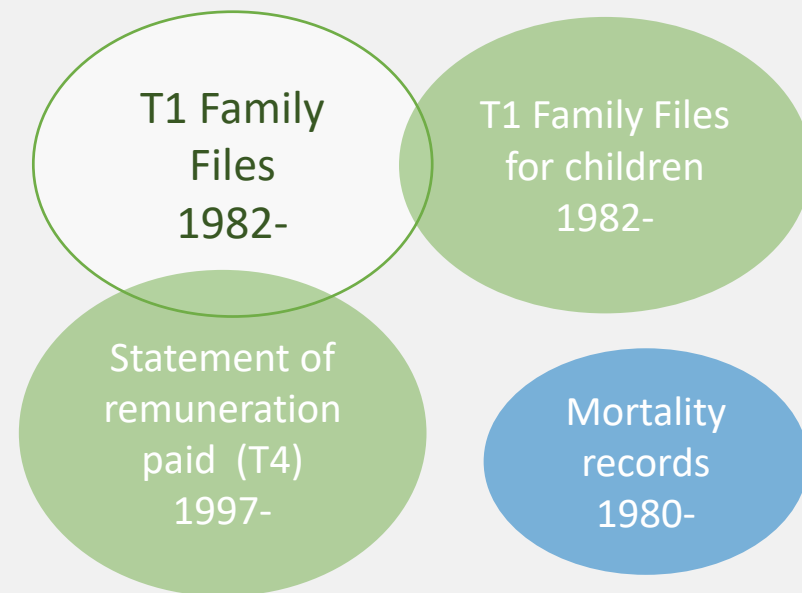 T1 Family
Files
1982-
T1 Family Files
for children
1982-
Statement of
remuneration
paid  (T4)
1997-
Mortality
records
1980-